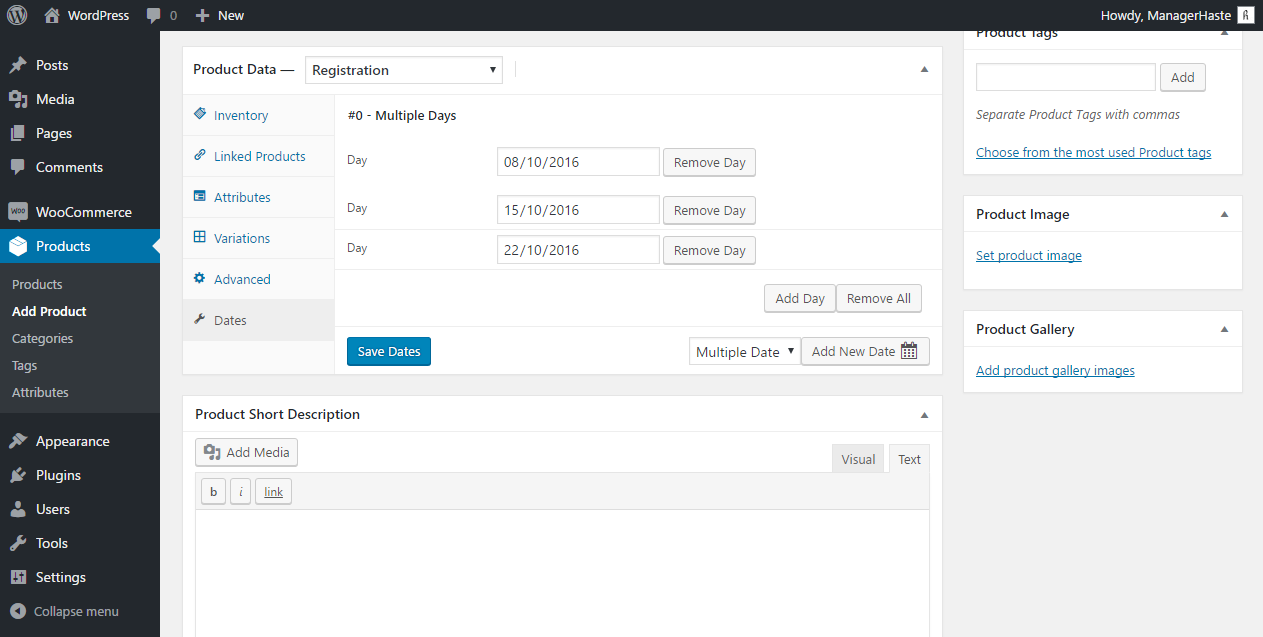 WordPress 0 New Howdy, ManagerHaste
Posts
Media
Pages
Comments
WOO WooCommerce
Products
Products
Add Product
Categories
Tags
Attributes
Appearance
Plugins
Users
Tools
Settings
Collapse menu
Product Data — Registration
Inventory
Linked Products
Attributes
Variations
Advanced
Dates
#0 - Multiple Days
Day 08/10/2016 Remove Day
Day 15/10/2016 Remove Day
Day 22/10/2016 Remove Day
Add Day Remove All
Save Dates Multiple Date Add New Date
Product Short Description
Add Media
Visual Text
b i link
Product Tags
Add
Separate Product Tags with commas
Choose from the most used Product tags
Product Image
Set product image
Product Gallery
Add product gallery images